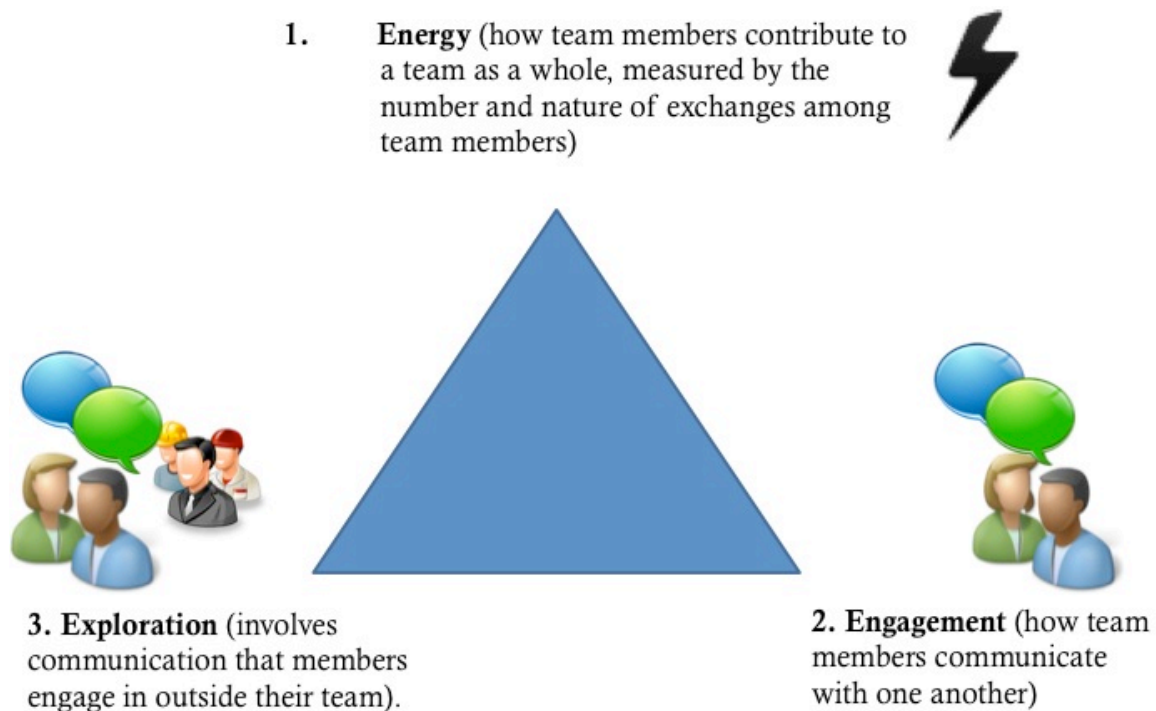 1. Energy (how team members contribute to
a team as a whole, measured by the
number and nature of exchanges among
team members)
3. Exploration (involves
communication that members
engage in outside their team).
2. Engagement (how team
members communicate
with one another)